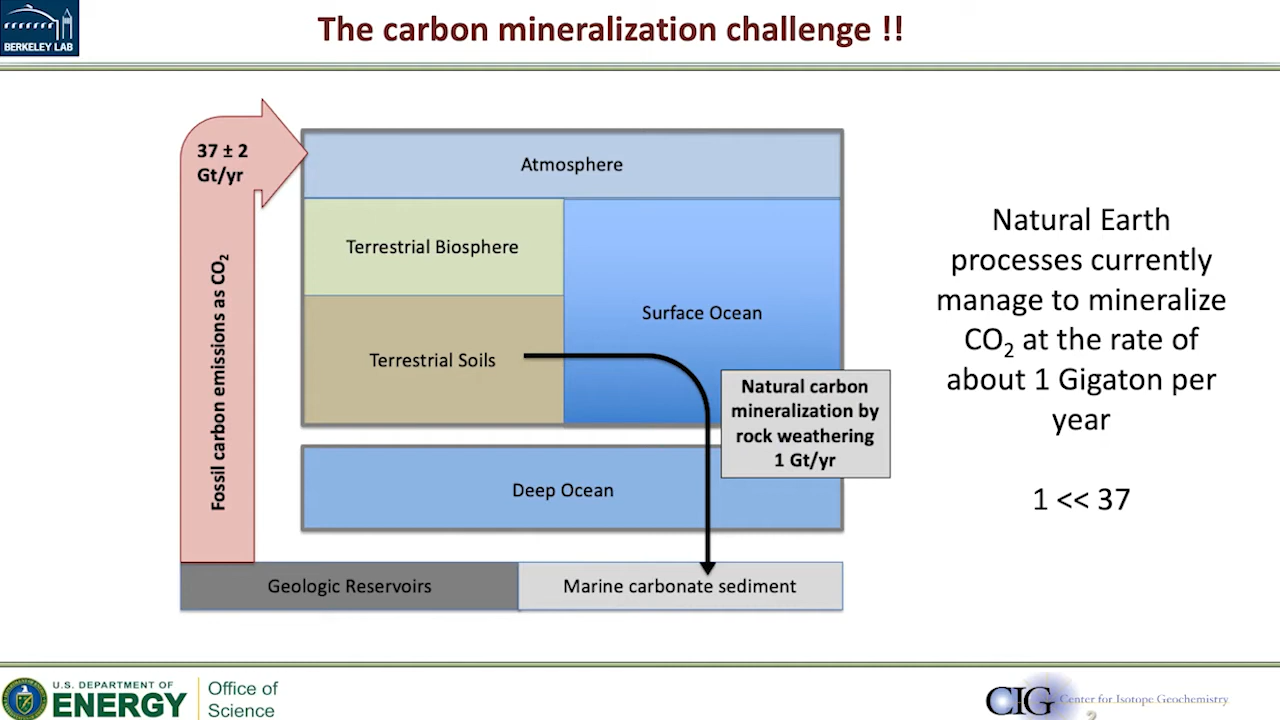 BERKELEY LAB
The carbon mineralization challenge !!
37 ± 2
Gt/yr
Fossil carbon emissions as CO₂
Atmosphere
Terrestrial Biosphere
Surface Ocean
Terrestrial Soils
Natural carbon
mineralization by
rock weathering
1 Gt/yr
Deep Ocean
Geologic Reservoirs
Marine carbonate sediment
Natural Earth
processes currently
manage to mineralize
CO₂ at the rate of
about 1 Gigaton per
year
1 << 37
U.S. DEPARTMENT OF
ENERGY
Office of
Science
CIG Center for Isotope Geochemistry
2